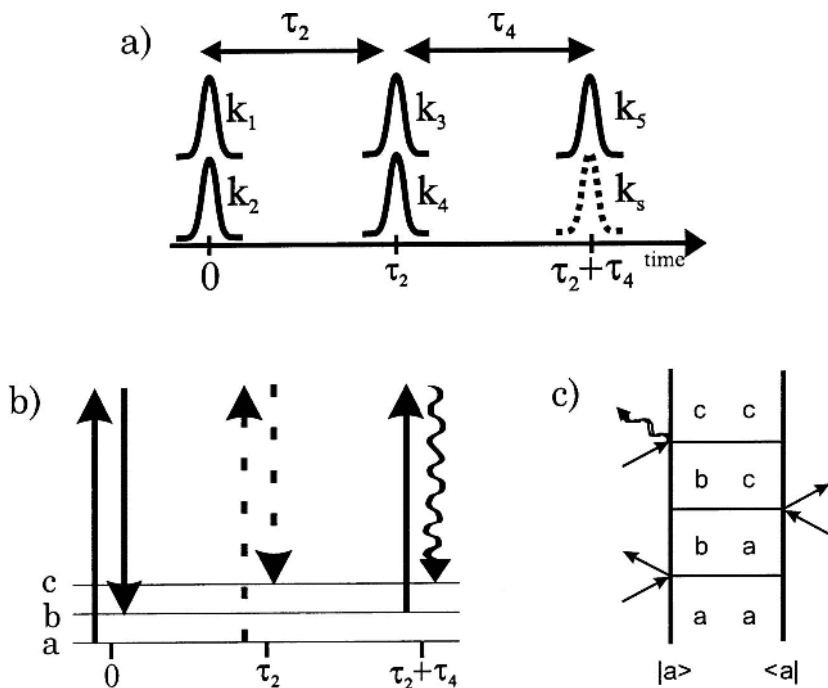 a)
τ₂ τ₄
k₁ k₃ k₅
k₂ k₄ kₛ
0 τ₂ τ₂+τ₄ time
b)
c
b
a
0 τ₂ τ₂+τ₄
c)
c c
b c
b a
a a
|a> <a|